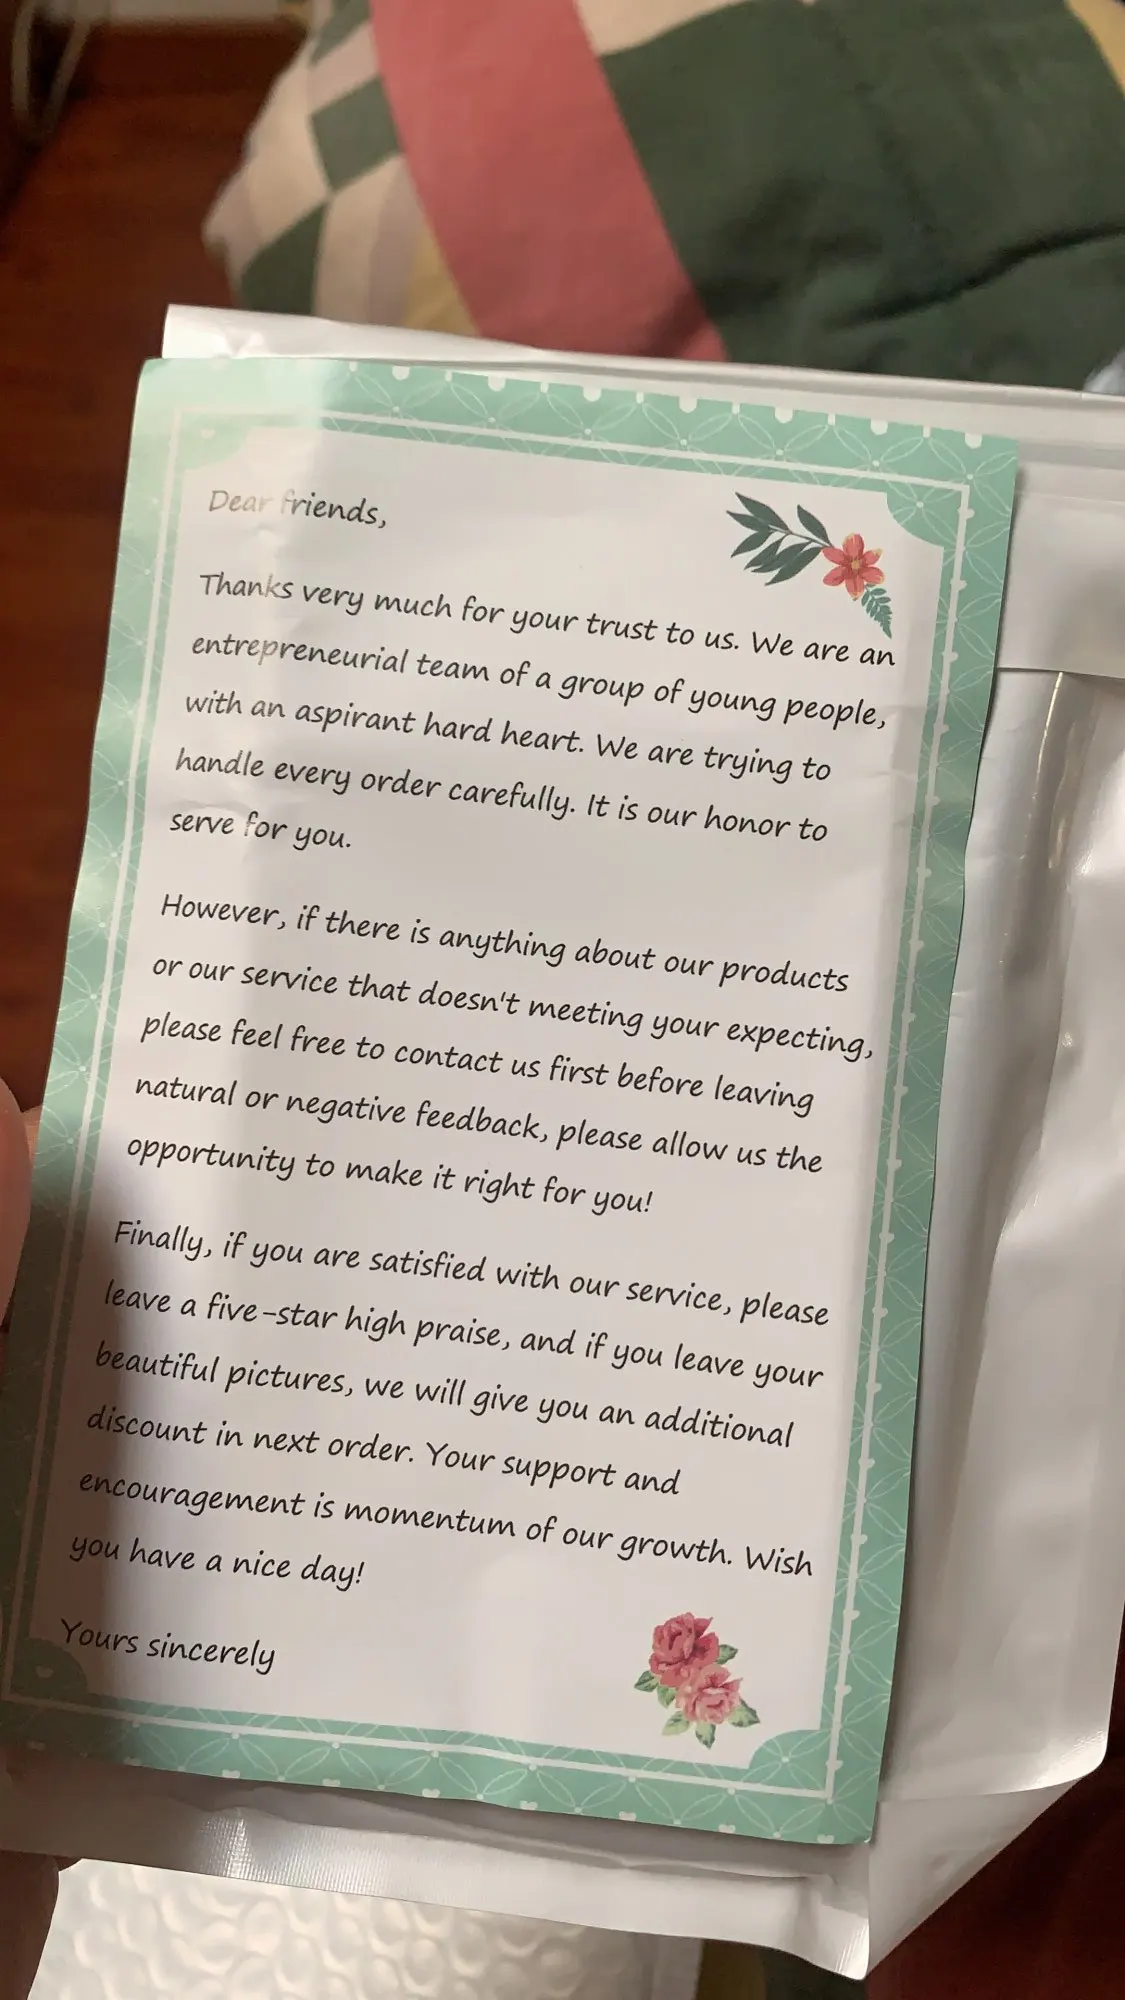 Dear friends,
Thanks very much for your trust to us. We are an
entrepreneurial team of a group of young people,
with an aspirant hard heart. We are trying to
handle every order carefully. It is our honor to
serve for you.
However, if there is anything about our products
or our service that doesn't meeting your expecting,
please feel free to contact us first before leaving
natural or negative feedback, please allow us the
opportunity to make it right for you!
Finally, if you are satisfied with our service, please
leave a five-star high praise, and if you leave your
beautiful pictures, we will give you an additional
discount in next order. Your support and
encouragement is momentum of our growth. Wish
you have a nice day!
Yours sincerely